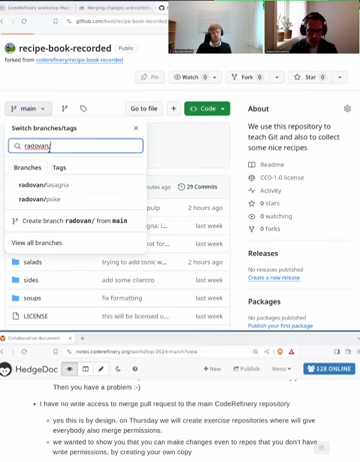 CodeRefinery workshop Mar
Merging changes and contri
github.com/bast/recipe-book-recorded
recipe-book-recorded Public
forked from coderefinery/recipe-book
Pin Watch 0 Fork 0 Star 0
main Go to file + Code About
Switch branches/tags
radovan/
We use this repository to
teach Git and also to collect
some nice recipes
Branches Tags
Readme
radovan/lasagna
CC0-1.0 license
radovan/poke
Activity
0 stars
Create branch radovan/ from main
0 watching
View all branches
0 forks
minutes ago 29 Commits
2 hours ago
last week
last week
salads trying to add tonic w... 2 hours ago
sides add some cilantro last week
soups fix formatting last week
LICENSE this will be licensed u... last week
Releases
No releases published
Create a new release
Packages
No packages published
Publish your first package
Collaborative document
notes.coderefinery.org/workshop-2024-march?view
HedgeDoc + New Publish Menu 128 ONLINE
Then you have a problem :-)
• I have no write access to merge pull request to the main CodeRefinery repository
yes this is by design. on Thursday we will create exercise repositories where will give
everybody also merge permissions.
we wanted to show you that you can make changes even to repos that you don't have
write permissions, by creating your own copy